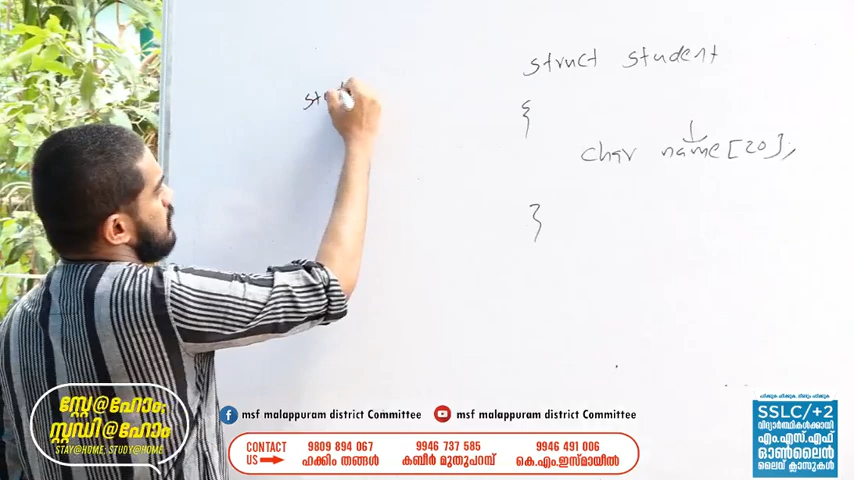 struct student
{
char name[20];
}
സ്റ്റേ@ഹോം;
സ്റ്റഡി@ഹോം
STAY@HOME; STUDY@HOME
msf malappuram district Committee
msf malappuram district Committee
CONTACT US
9809 894 067
ഹക്കിം തങ്ങൾ
9946 737 585
കബീർ മുതുപറമ്പ്
9946 491 006
കെ.എം.ഇസ്മായീൽ
SSLC/+2
വിദ്യാർത്ഥികൾക്കായി
എം.എസ്.എഫ്
ഓൺലൈൻ
ലൈവ് ക്ലാസുകൾ